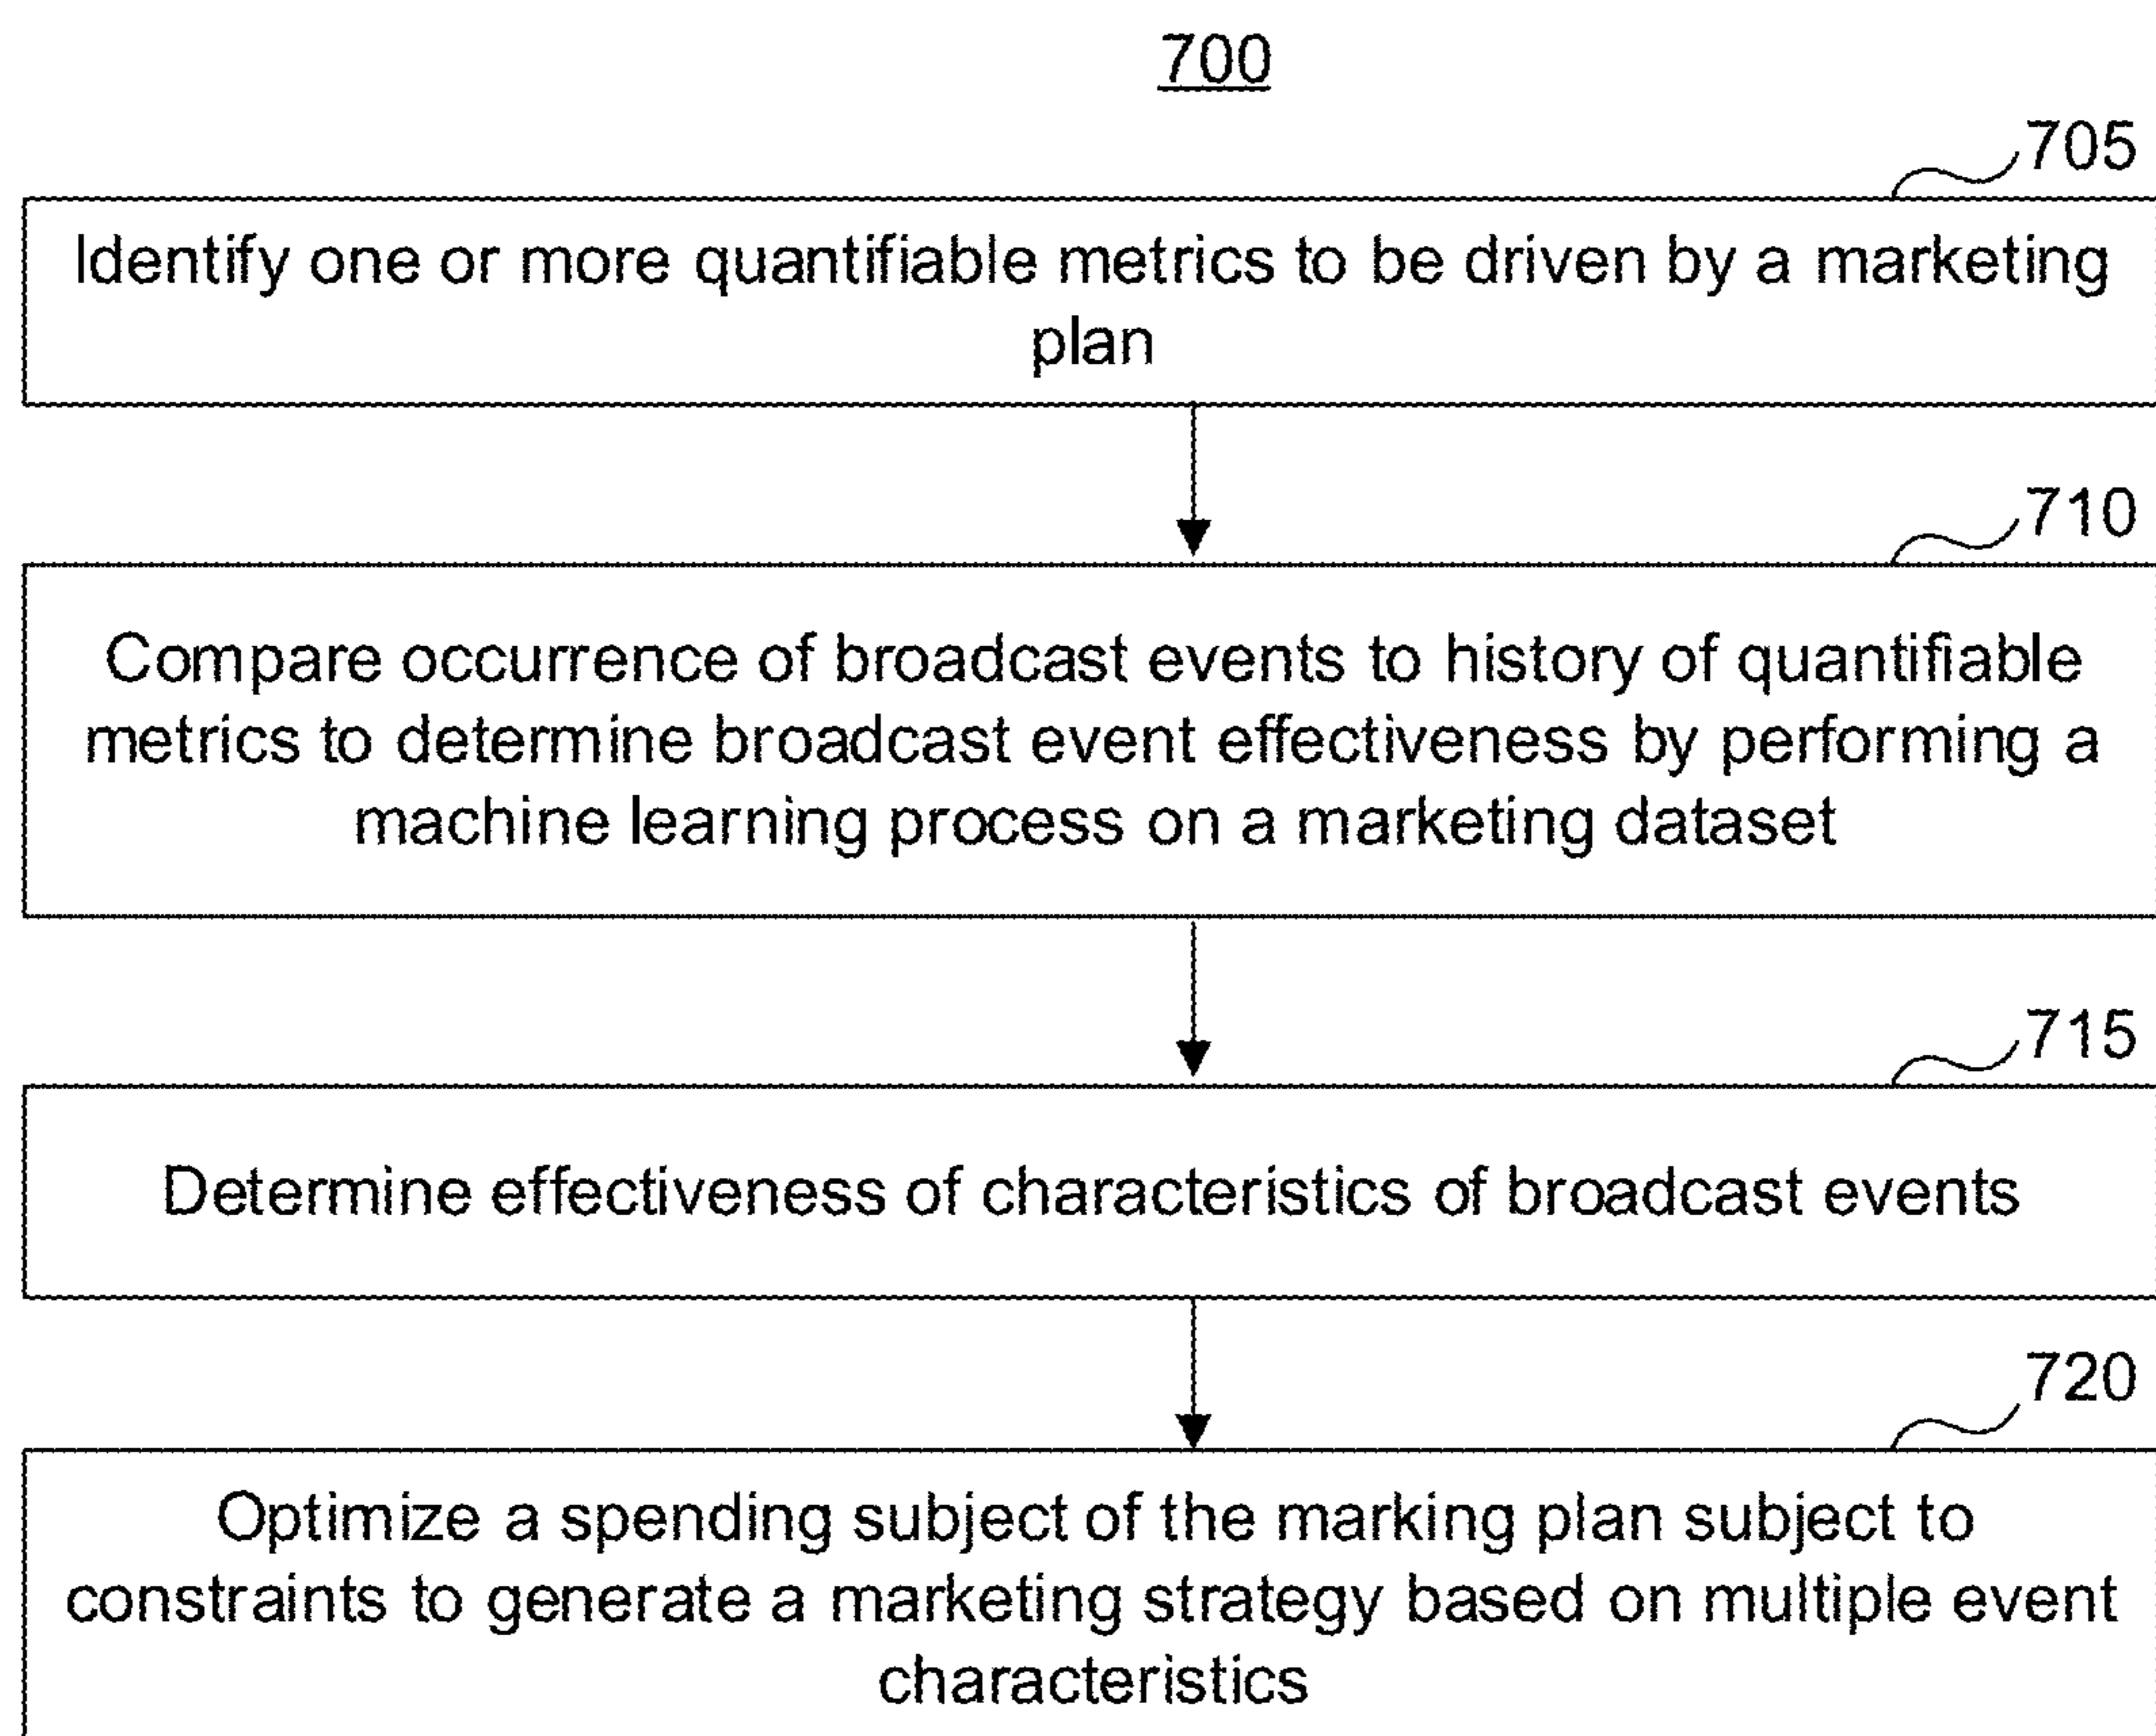 700
705
Identify one or more quantifiable metrics to be driven by a marketing
plan
710
Compare occurrence of broadcast events to history of quantifiable
metrics to determine broadcast event effectiveness by performing a
machine learning process on a marketing dataset
715
Determine effectiveness of characteristics of broadcast events
720
Optimize a spending subject of the marking plan subject to
constraints to generate a marketing strategy based on multiple event
characteristics